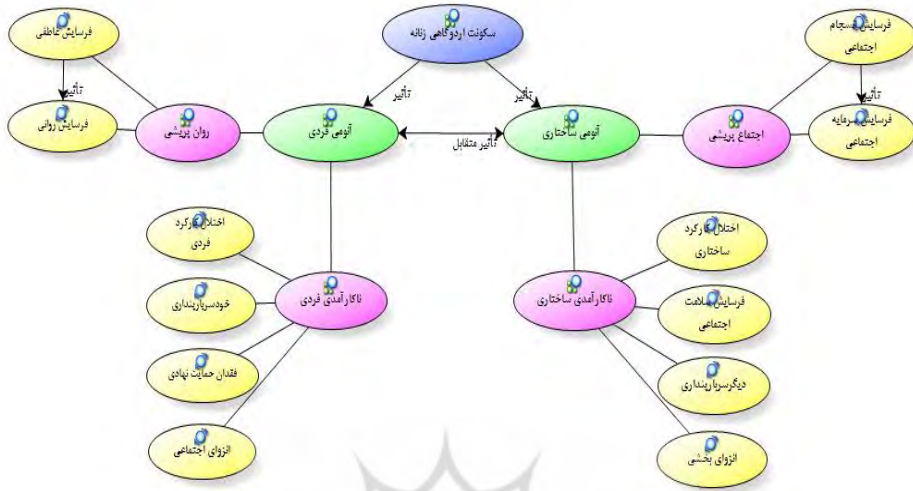 سکونت اردوگاهی زنانه
تأثیر
تأثیر
فرسایش عاطفی
تأثیر
فرسایش روانی
روان پریشی
آنومی فردی
تأثیر متقابل
آنومی ساختاری
اجتماع پریشی
فرسایش انسجام
اجتماعی
تأثیر
فرسایش سرمایه
اجتماعی
اختلال کارکرد
فردی
خودسرباربنداری
فقدان حمایت نهادی
انزوای اجتماعی
ناکارآمدی فردی
ناکارآمدی ساختاری
اختلال کارکرد
ساختاری
فرسایش سلامت
اجتماعی
دیگرسرباربنداری
انزوای بخشی